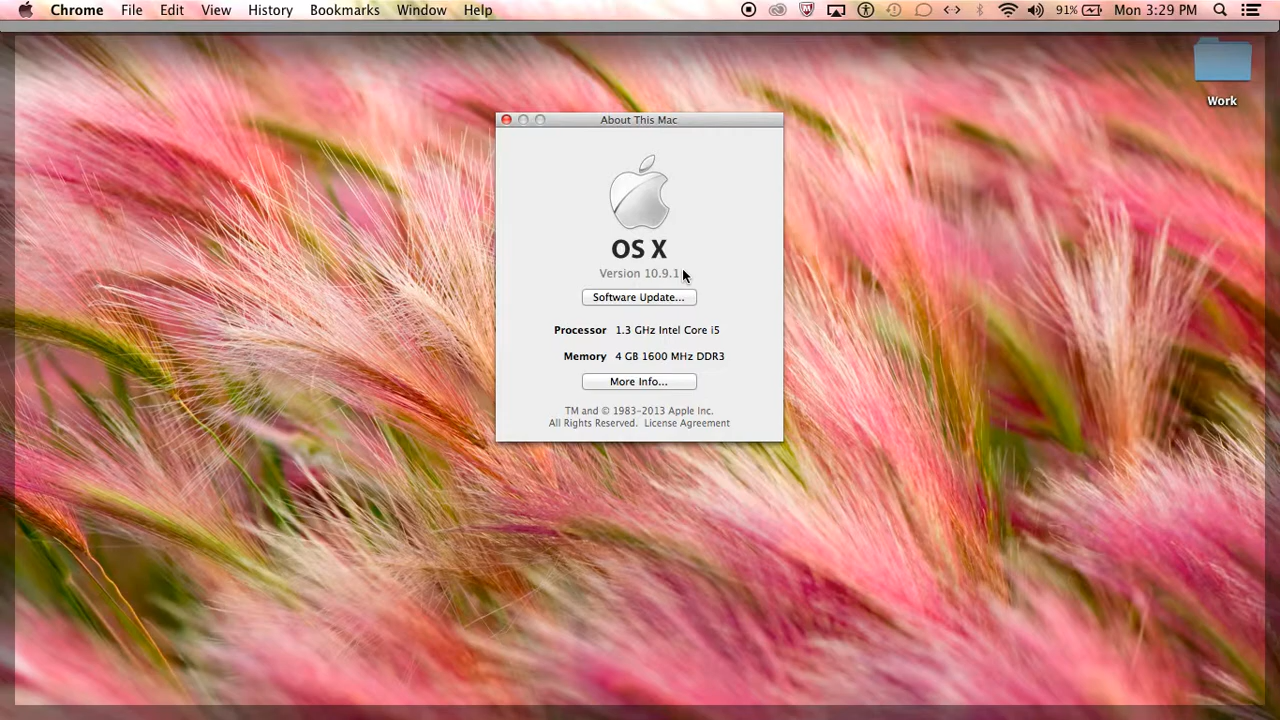 Chrome File Edit View History Bookmarks Window Help 91% Mon 3:29 PM
Work
About This Mac
OS X
Version 10.9.1
Software Update...
Processor 1.3 GHz Intel Core i5
Memory 4 GB 1600 MHz DDR3
More Info...
TM and © 1983-2013 Apple Inc.
All Rights Reserved. License Agreement